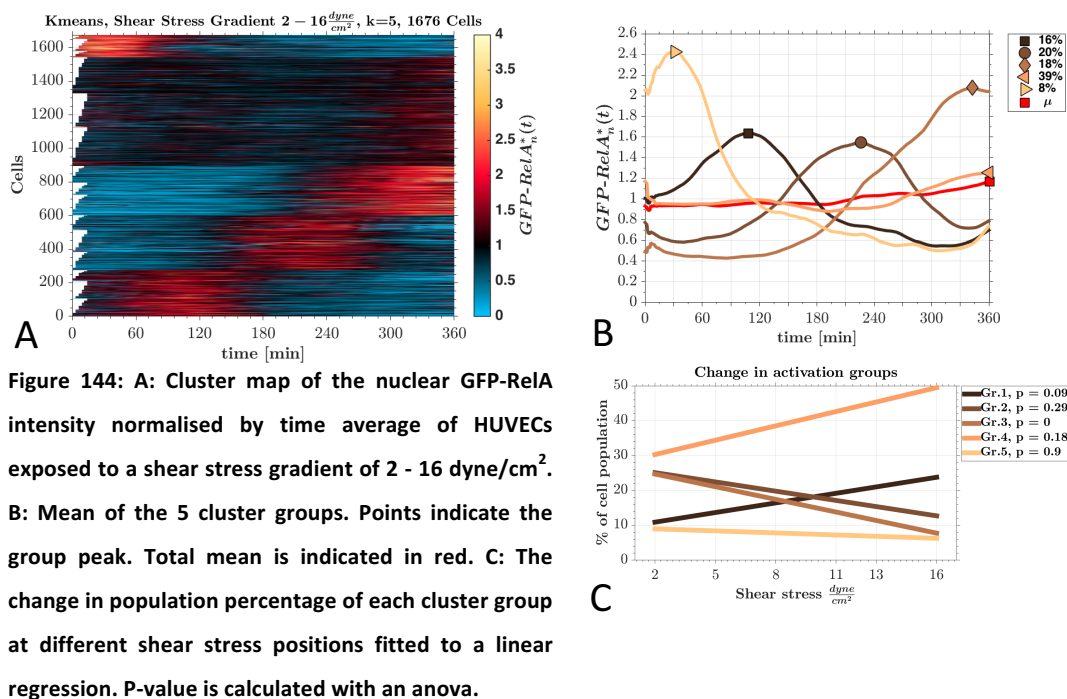 Kmeans, Shear Stress Gradient 2 − 16 dyne/cm², k=5, 1676 Cells
1600
1400
1200
1000
800
600
400
200
0
Cells
0 60 120 180 240 300 360
time [min]
4
3.5
3
2.5
2
1.5
1
0.5
0
GFP-RelA*n(t)
A
2.6
2.4
2.2
2
1.8
1.6
1.4
1.2
1
0.8
0.6
0.4
0.2
0
GFP-RelA*n(t)
0 60 120 180 240 300 360
time [min]
16%
20%
18%
39%
8%
μ
B
Change in activation groups
50
40
30
20
10
0
% of cell population
2 5 8 11 13 16
Shear stress dyne/cm²
Gr.1, p = 0.09
Gr.2, p = 0.29
Gr.3, p = 0
Gr.4, p = 0.18
Gr.5, p = 0.9
C
Figure 144: A: Cluster map of the nuclear GFP-RelA
intensity normalised by time average of HUVECs
exposed to a shear stress gradient of 2 - 16 dyne/cm².
B: Mean of the 5 cluster groups. Points indicate the
group peak. Total mean is indicated in red. C: The
change in population percentage of each cluster group
at different shear stress positions fitted to a linear
regression. P-value is calculated with an anova.